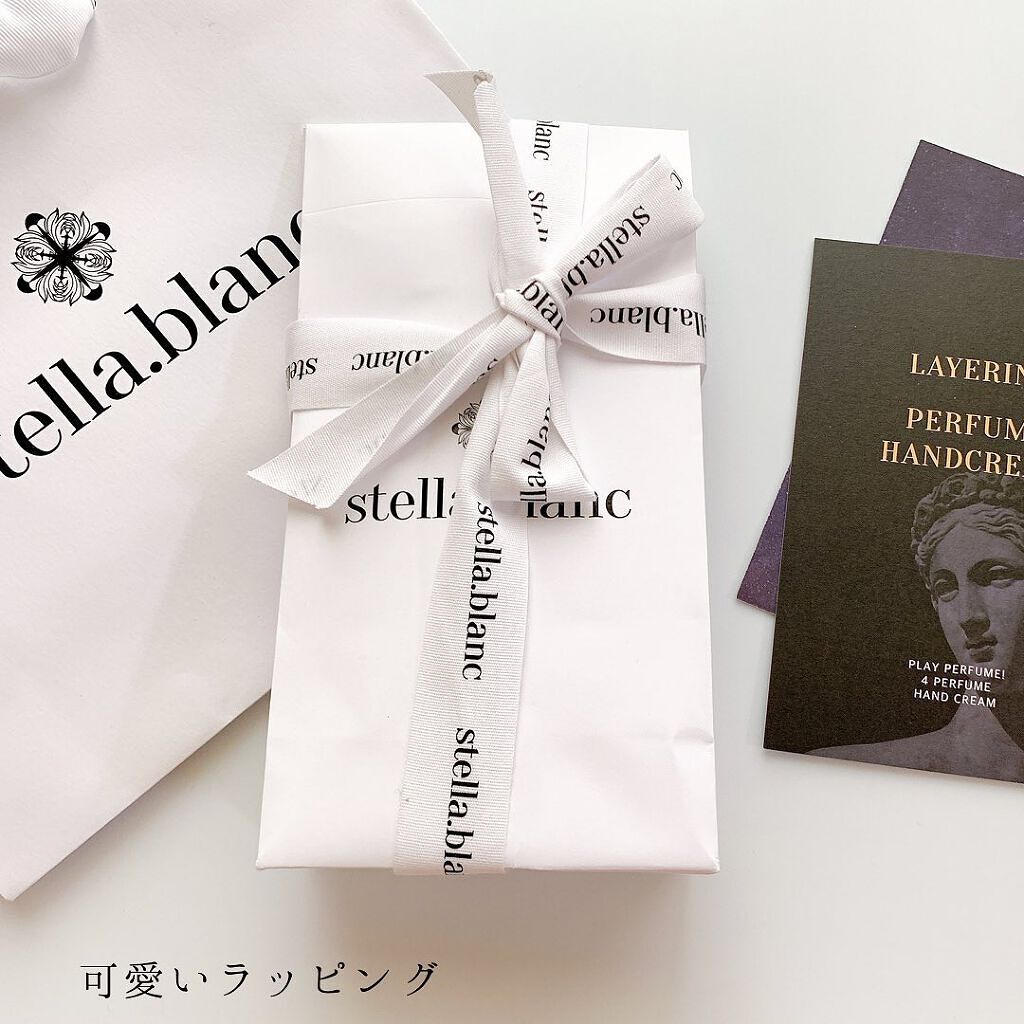 stella.blanc
blanc
stella.blanc
stella.blanc
stella.blanc
stella.blanc
stella.blanc
LAYERIN
PERFUM
HANDCRE
PLAY PERFUME!
4 PERFUME
HAND CREAM
可愛いラッピング